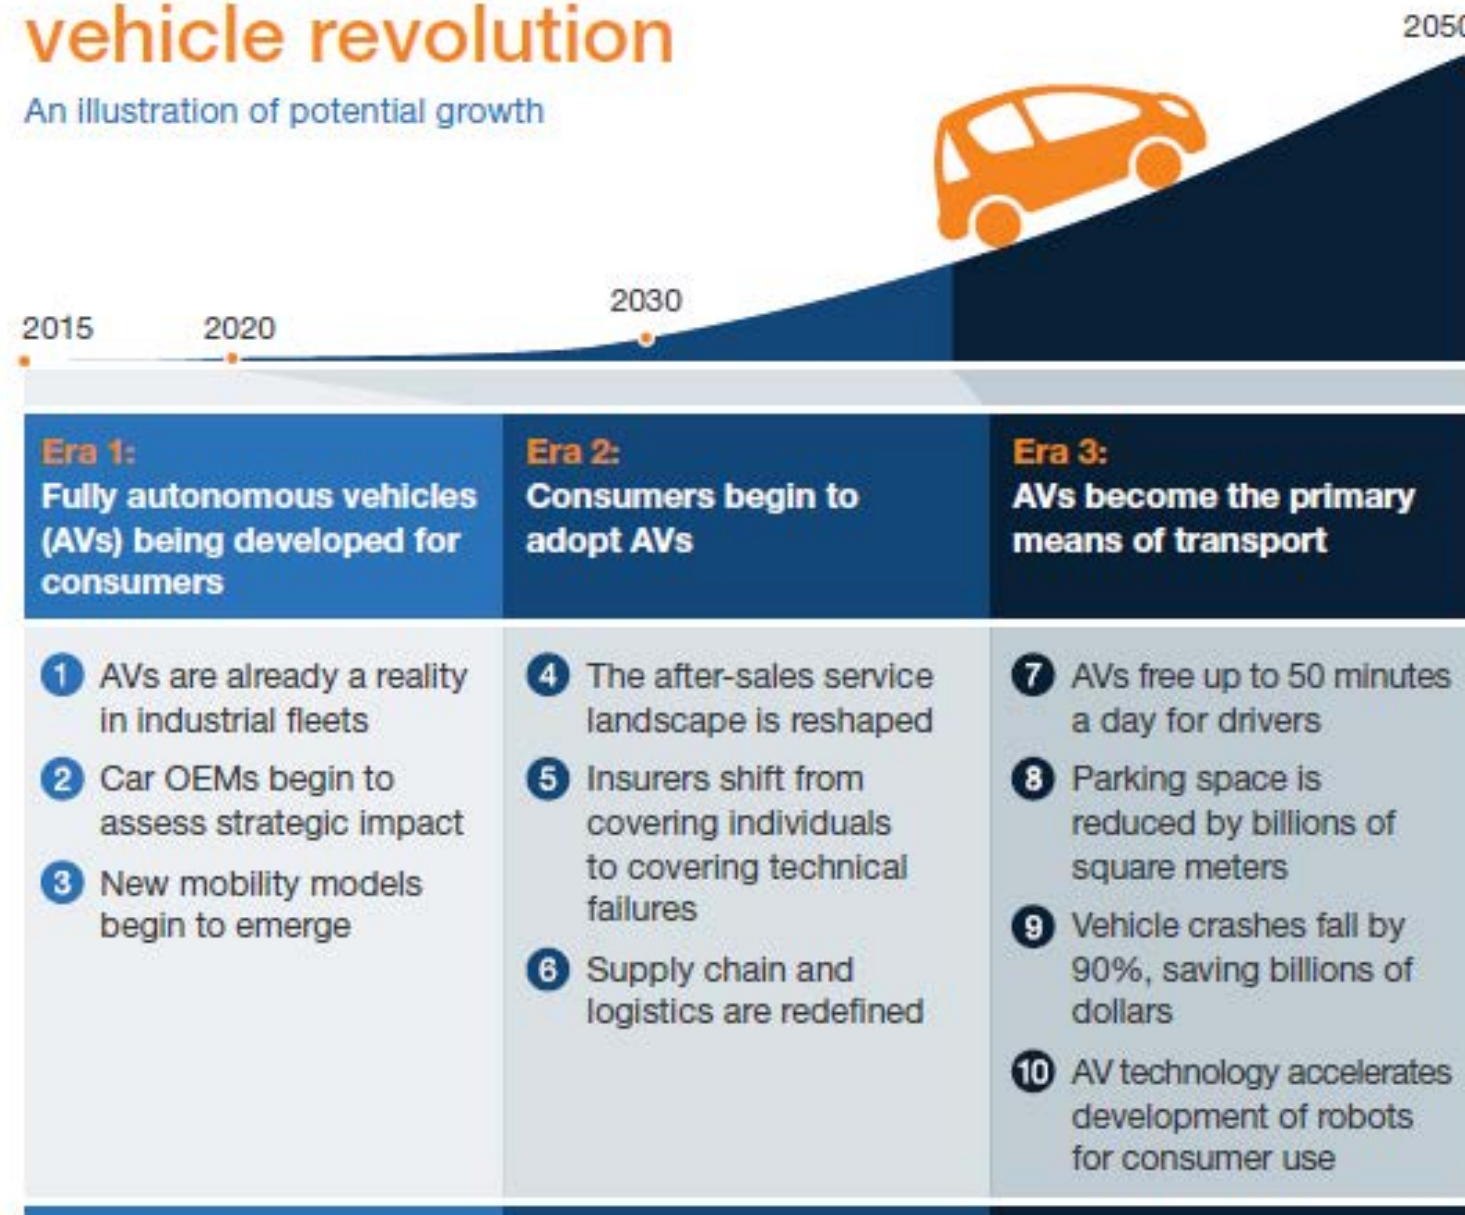 vehicle revolution
An illustration of potential growth
2050
2030
2015
2020
Era 1:
Fully autonomous vehicles
(AVs) being developed for
consumers
1 AVs are already a reality
in industrial fleets
2 Car OEMs begin to
assess strategic impact
3 New mobility models
begin to emerge
Era 2:
Consumers begin to
adopt AVs
4 The after-sales service
landscape is reshaped
5 Insurers shift from
covering individuals
to covering technical
failures
6 Supply chain and
logistics are redefined
Era 3:
AVs become the primary
means of transport
7 AVs free up to 50 minutes
a day for drivers
8 Parking space is
reduced by billions of
square meters
9 Vehicle crashes fall by
90%, saving billions of
dollars
10 AV technology accelerates
development of robots
for consumer use